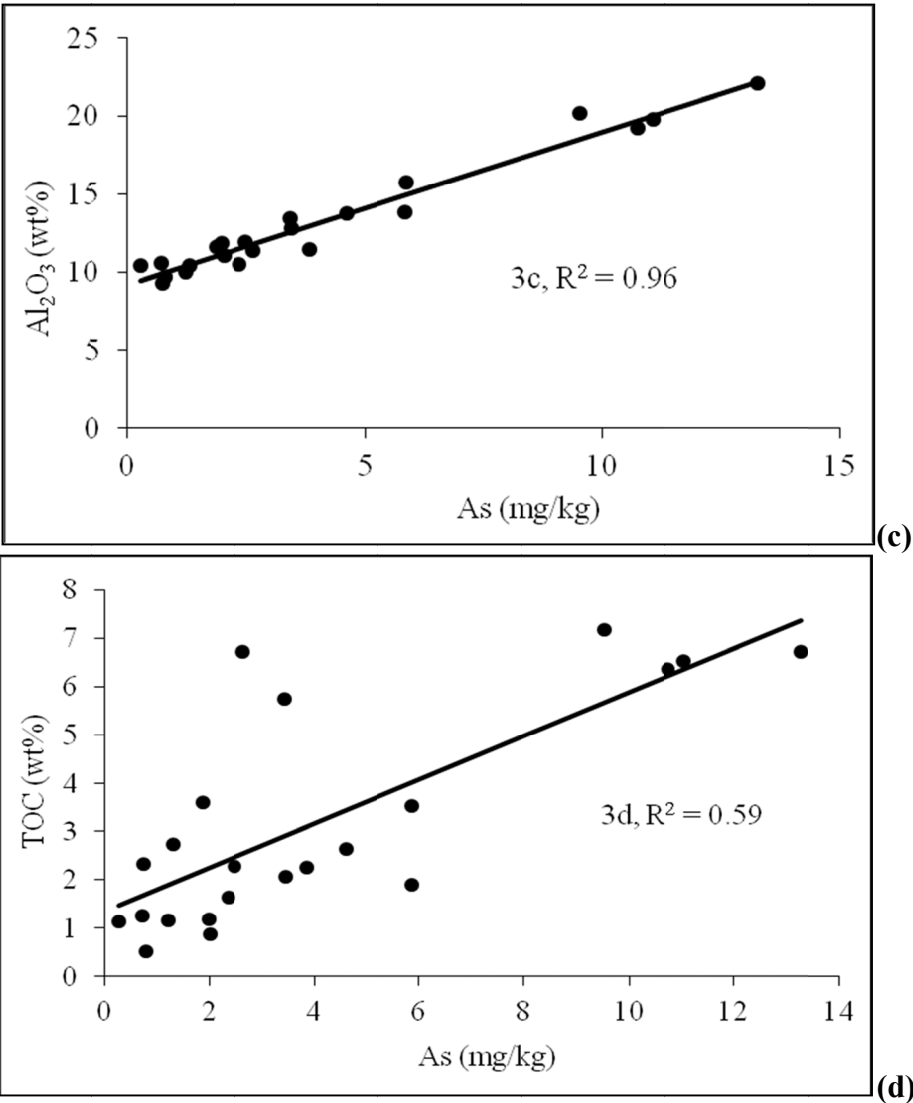 25
20
15
10
5
0
Al₂O₃ (wt%)
3c, R² = 0.96
0 5 10 15
As (mg/kg)
(c)
8
7
6
5
4
3
2
1
0
TOC (wt%)
3d, R² = 0.59
0 2 4 6 8 10 12 14
As (mg/kg)
(d)